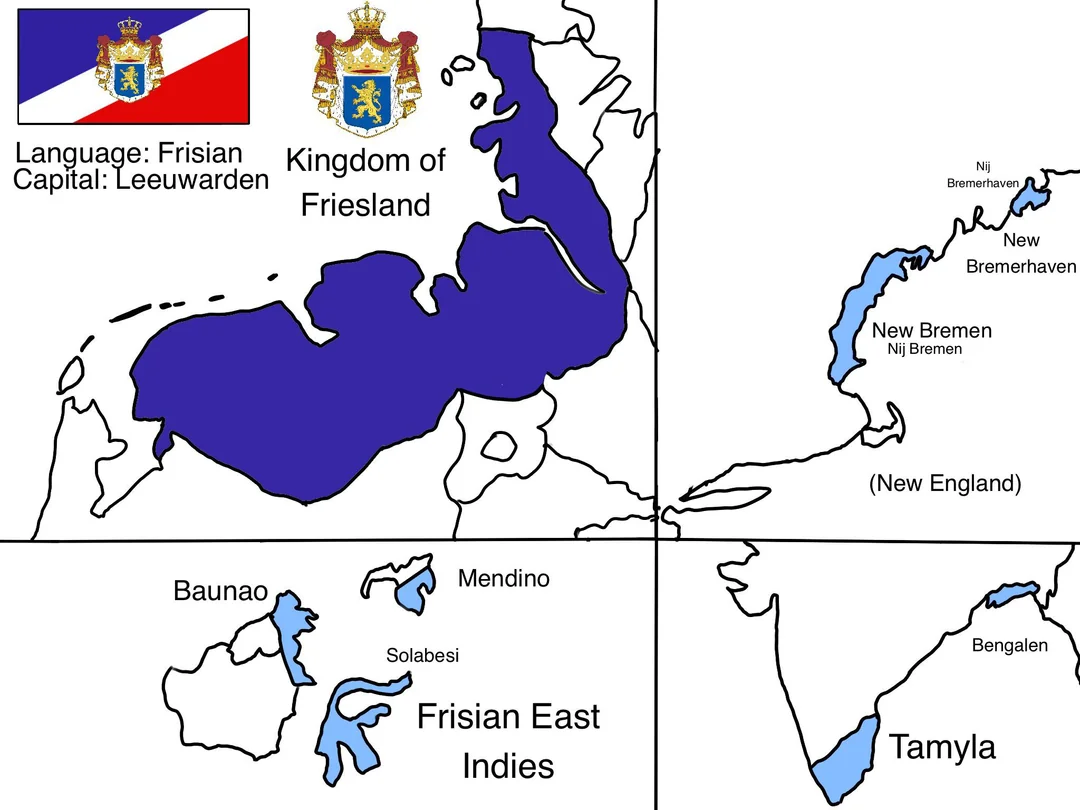 Language: Frisian
Capital: Leeuwarden
Kingdom of
Friesland
Nij
Bremerhaven
New
Bremerhaven
New Bremen
Nij Bremen
(New England)
Baunao
Mendino
Solabesi
Frisian East
Indies
Bengalen
Tamyla